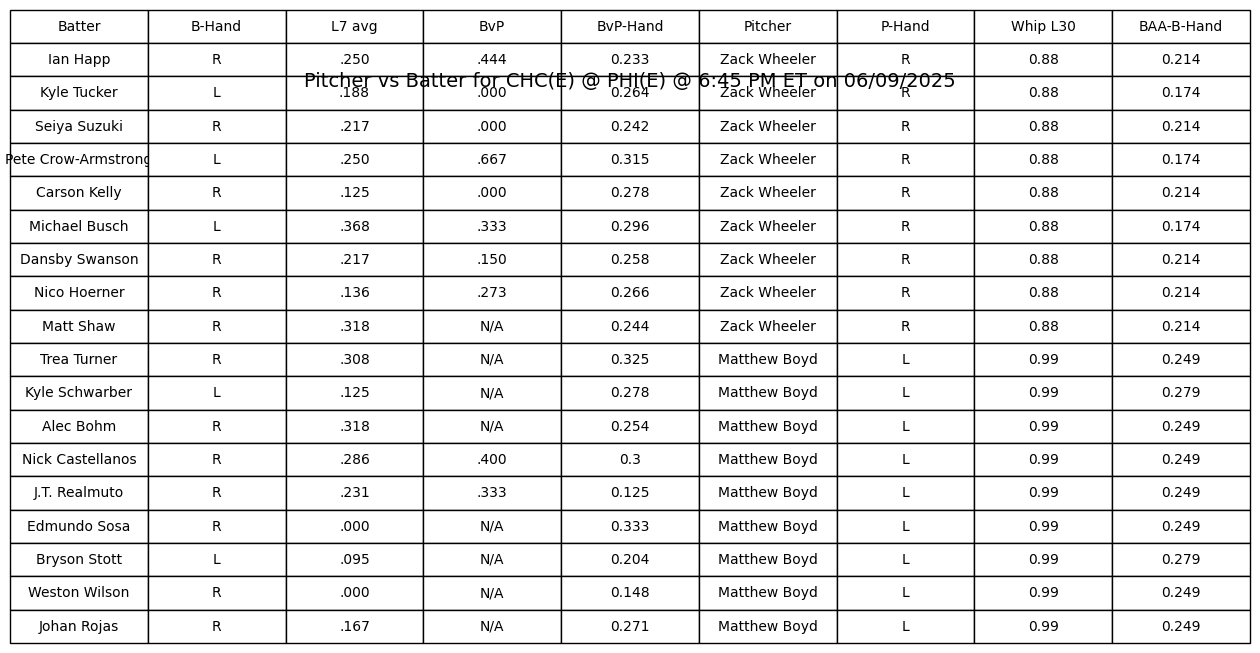 Batter B-Hand L7 avg BvP BvP-Hand Pitcher P-Hand Whip L30 BAA-B-Hand
Ian Happ R .250 .444 0.233 Zack Wheeler R 0.88 0.214
Pitcher vs Batter for CHC(E) @ PHI(E) @ 6:45 PM ET on 06/09/2025
Kyle Tucker L .188 .000 0.264 Zack Wheeler R 0.88 0.174
Seiya Suzuki R .217 .000 0.242 Zack Wheeler R 0.88 0.214
Pete Crow-Armstrong L .250 .667 0.315 Zack Wheeler R 0.88 0.174
Carson Kelly R .125 .000 0.278 Zack Wheeler R 0.88 0.214
Michael Busch L .368 .333 0.296 Zack Wheeler R 0.88 0.174
Dansby Swanson R .217 .150 0.258 Zack Wheeler R 0.88 0.214
Nico Hoerner R .136 .273 0.266 Zack Wheeler R 0.88 0.214
Matt Shaw R .318 N/A 0.244 Zack Wheeler R 0.88 0.214
Trea Turner R .308 N/A 0.325 Matthew Boyd L 0.99 0.249
Kyle Schwarber L .125 N/A 0.278 Matthew Boyd L 0.99 0.279
Alec Bohm R .318 N/A 0.254 Matthew Boyd L 0.99 0.249
Nick Castellanos R .286 .400 0.3 Matthew Boyd L 0.99 0.249
J.T. Realmuto R .231 .333 0.125 Matthew Boyd L 0.99 0.249
Edmundo Sosa R .000 N/A 0.333 Matthew Boyd L 0.99 0.249
Bryson Stott L .095 N/A 0.204 Matthew Boyd L 0.99 0.279
Weston Wilson R .000 N/A 0.148 Matthew Boyd L 0.99 0.249
Johan Rojas R .167 N/A 0.271 Matthew Boyd L 0.99 0.249